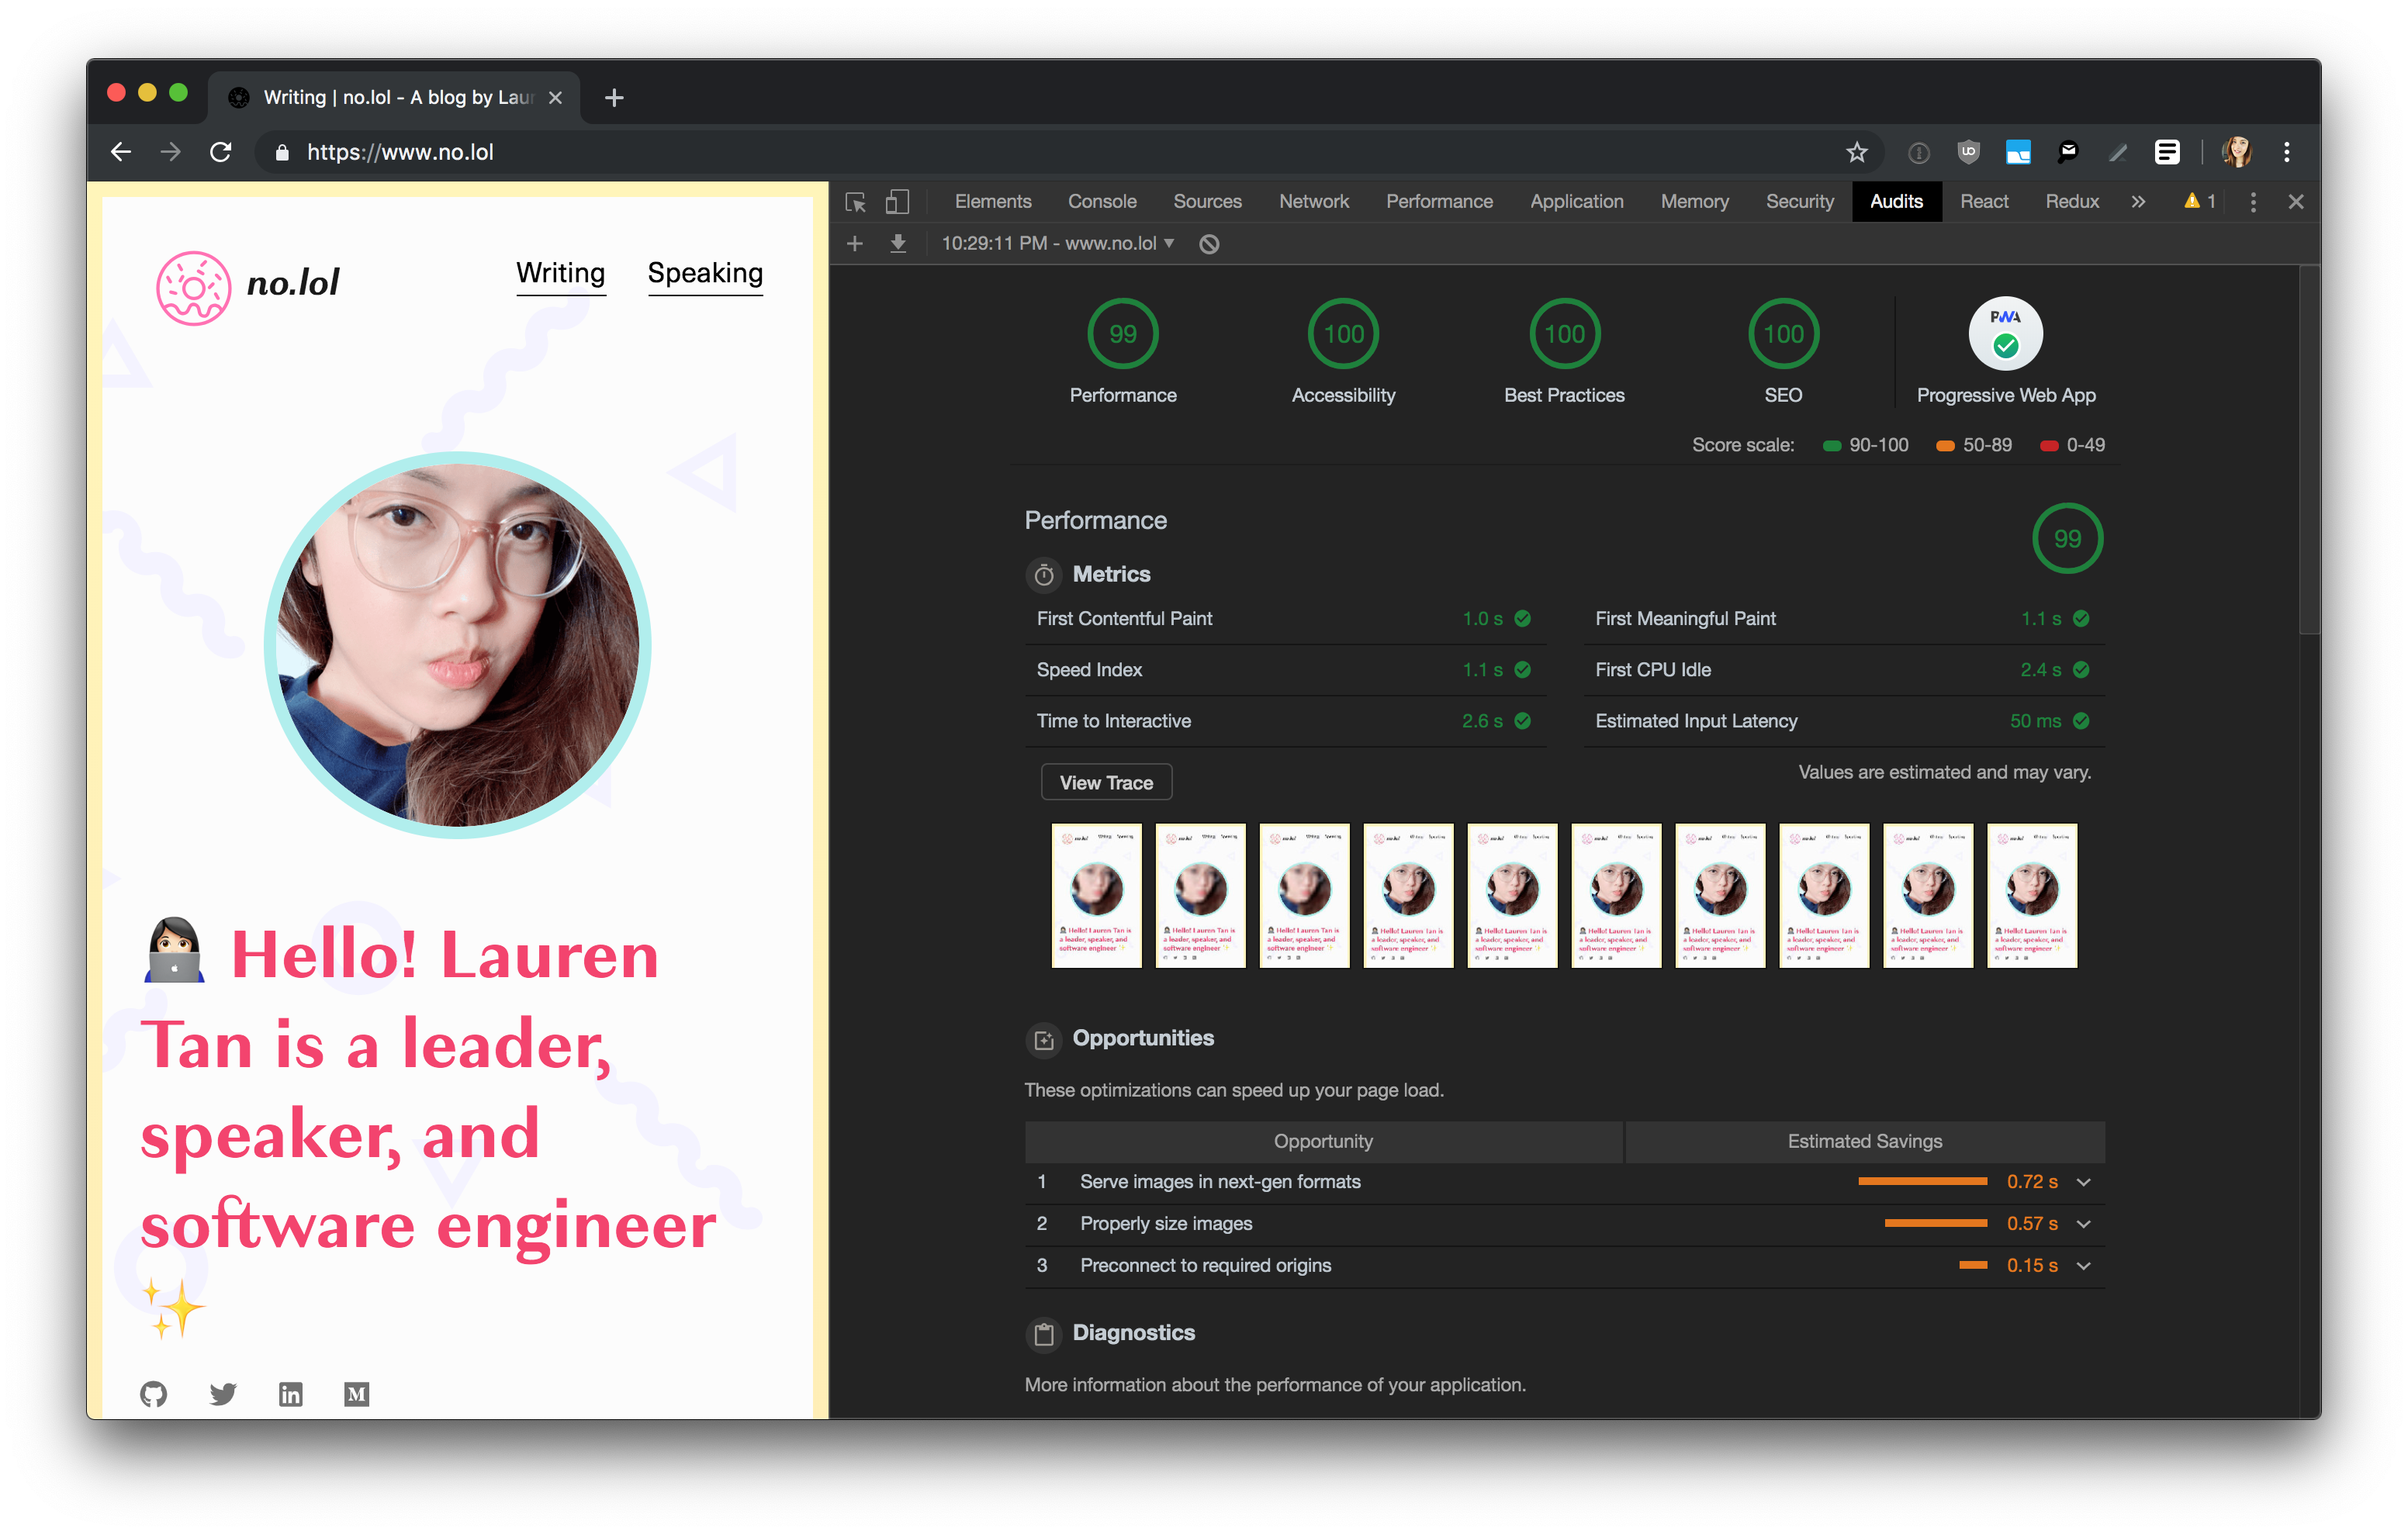 Writing | no.lol - A blog by Laur
https://www.no.lol
no.lol
Writing Speaking
Hello! Lauren
Tan is a leader,
speaker, and
software engineer
Elements Console Sources Network Performance Application Memory Security Audits React Redux » 1
10:29:11 PM - www.no.lol
99 100 100 100 PWA
Performance Accessibility Best Practices SEO Progressive Web App
Score scale: 90-100 50-89 0-49
Performance
99
Metrics
First Contentful Paint 1.0 s First Meaningful Paint 1.1 s
Speed Index 1.1 s First CPU Idle 2.4 s
Time to Interactive 2.6 s Estimated Input Latency 50 ms
View Trace Values are estimated and may vary.
Opportunities
These optimizations can speed up your page load.
Opportunity Estimated Savings
1 Serve images in next-gen formats 0.72 s
2 Properly size images 0.57 s
3 Preconnect to required origins 0.15 s
Diagnostics
More information about the performance of your application.